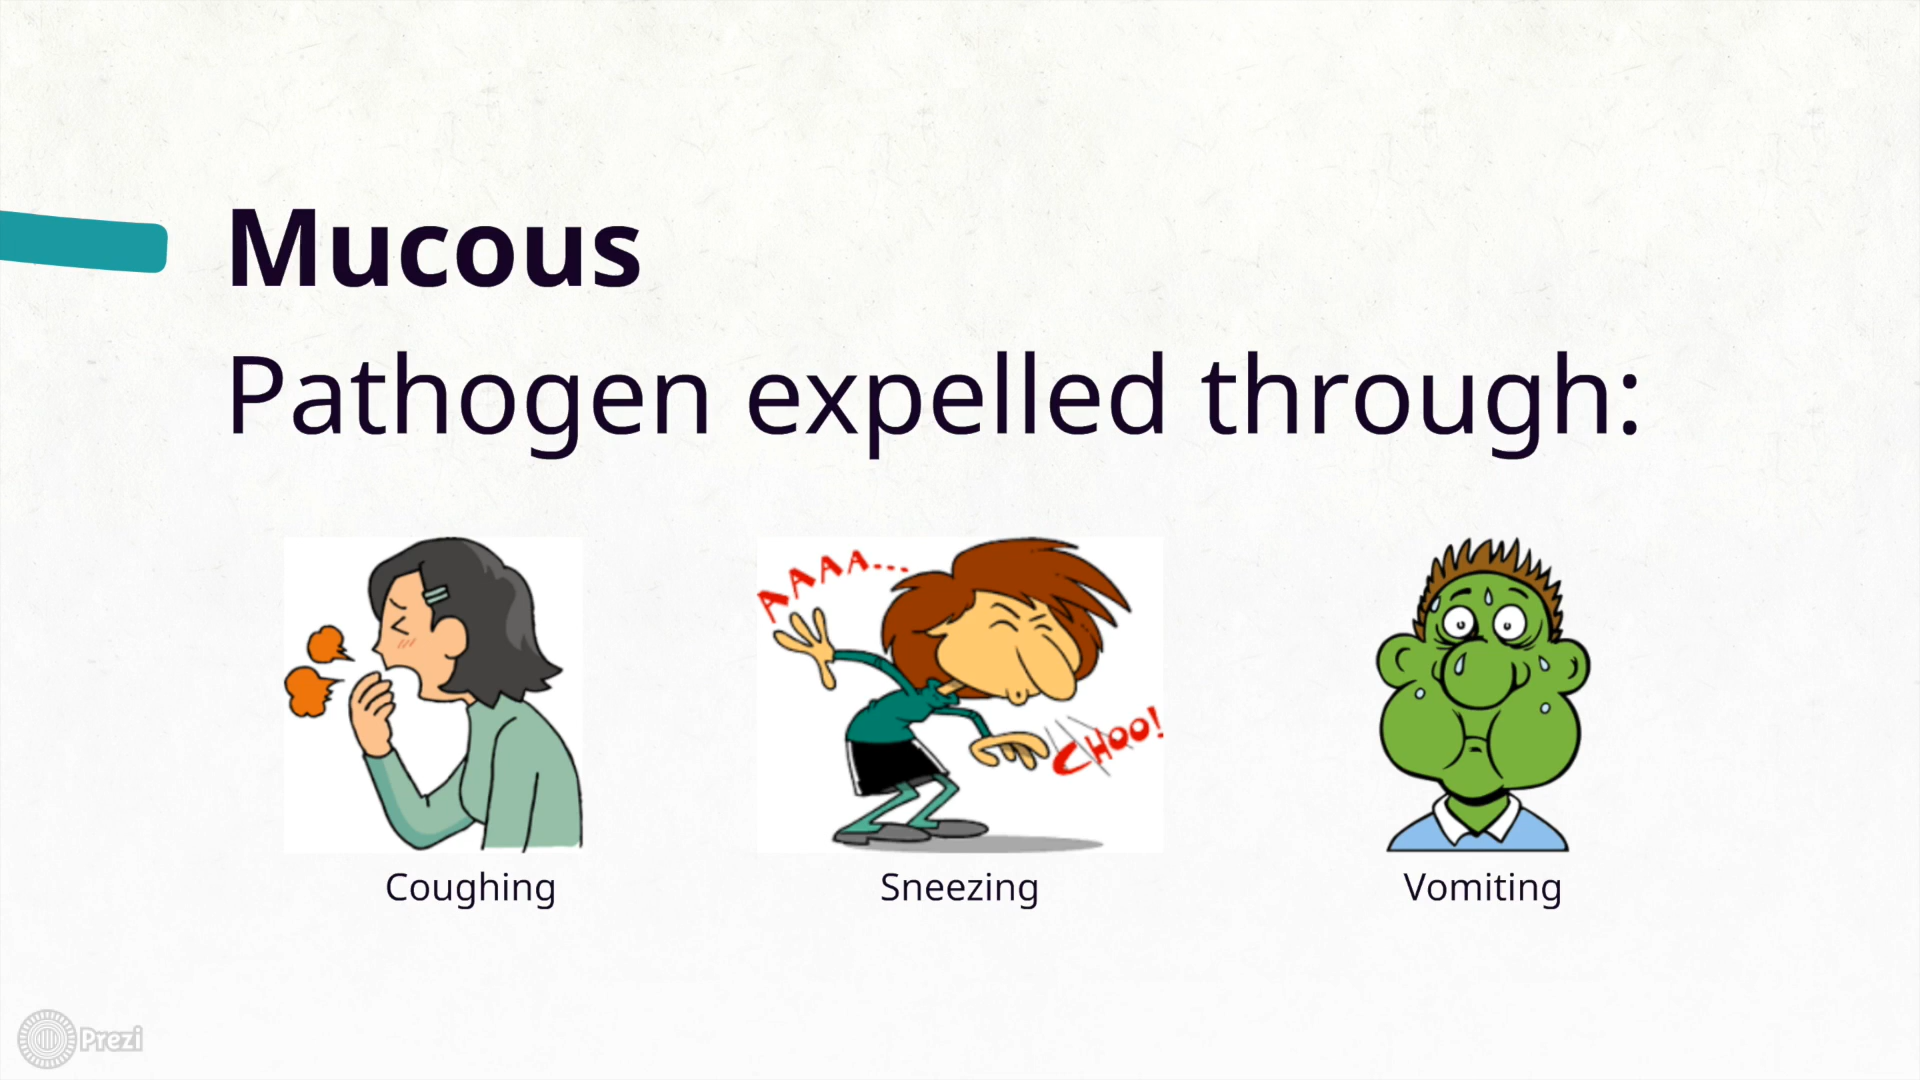 Mucous
Pathogen expelled through:
AAAA...
CHOO!
Coughing
Sneezing
Vomiting
Prezi